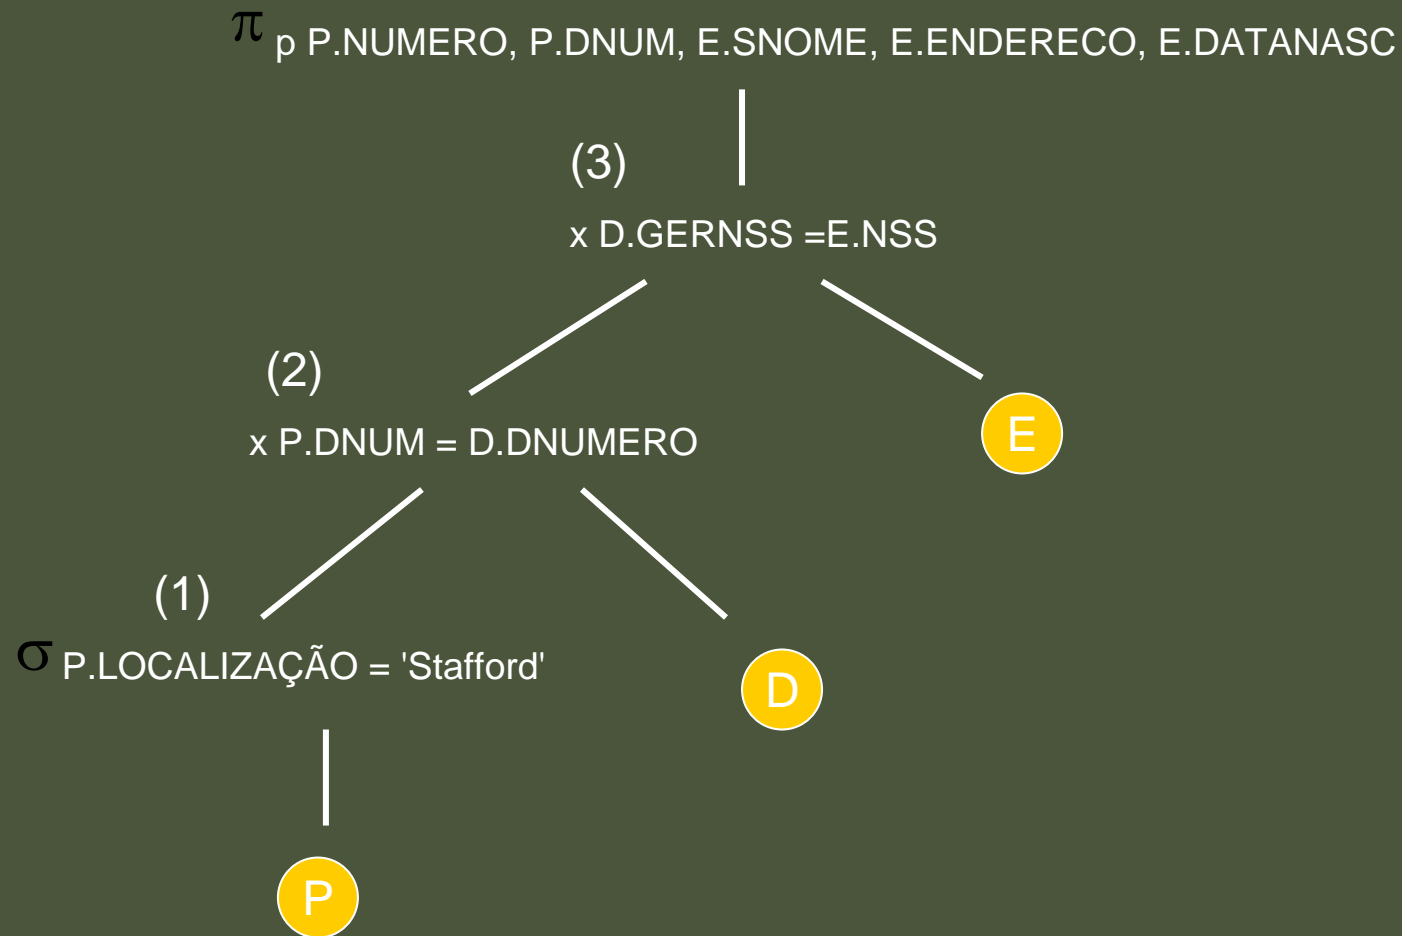 π p P.NUMERO, P.DNUM, E.SNOME, E.ENDERECO, E.DATANASC
(3)
x D.GERNSS =E.NSS
(2)
x P.DNUM = D.DNUMERO
E
(1)
σ P.LOCALIZAÇÃO = 'Stafford'
D
P